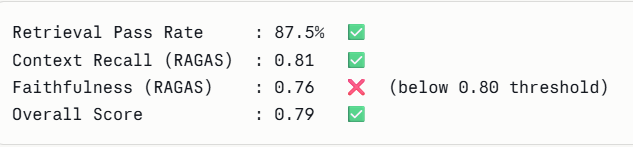 Retrieval Pass Rate : 87.5% ✅
Context Recall (RAGAS) : 0.81 ✅
Faithfulness (RAGAS) : 0.76 ❌ (below 0.80 threshold)
Overall Score : 0.79 ✅